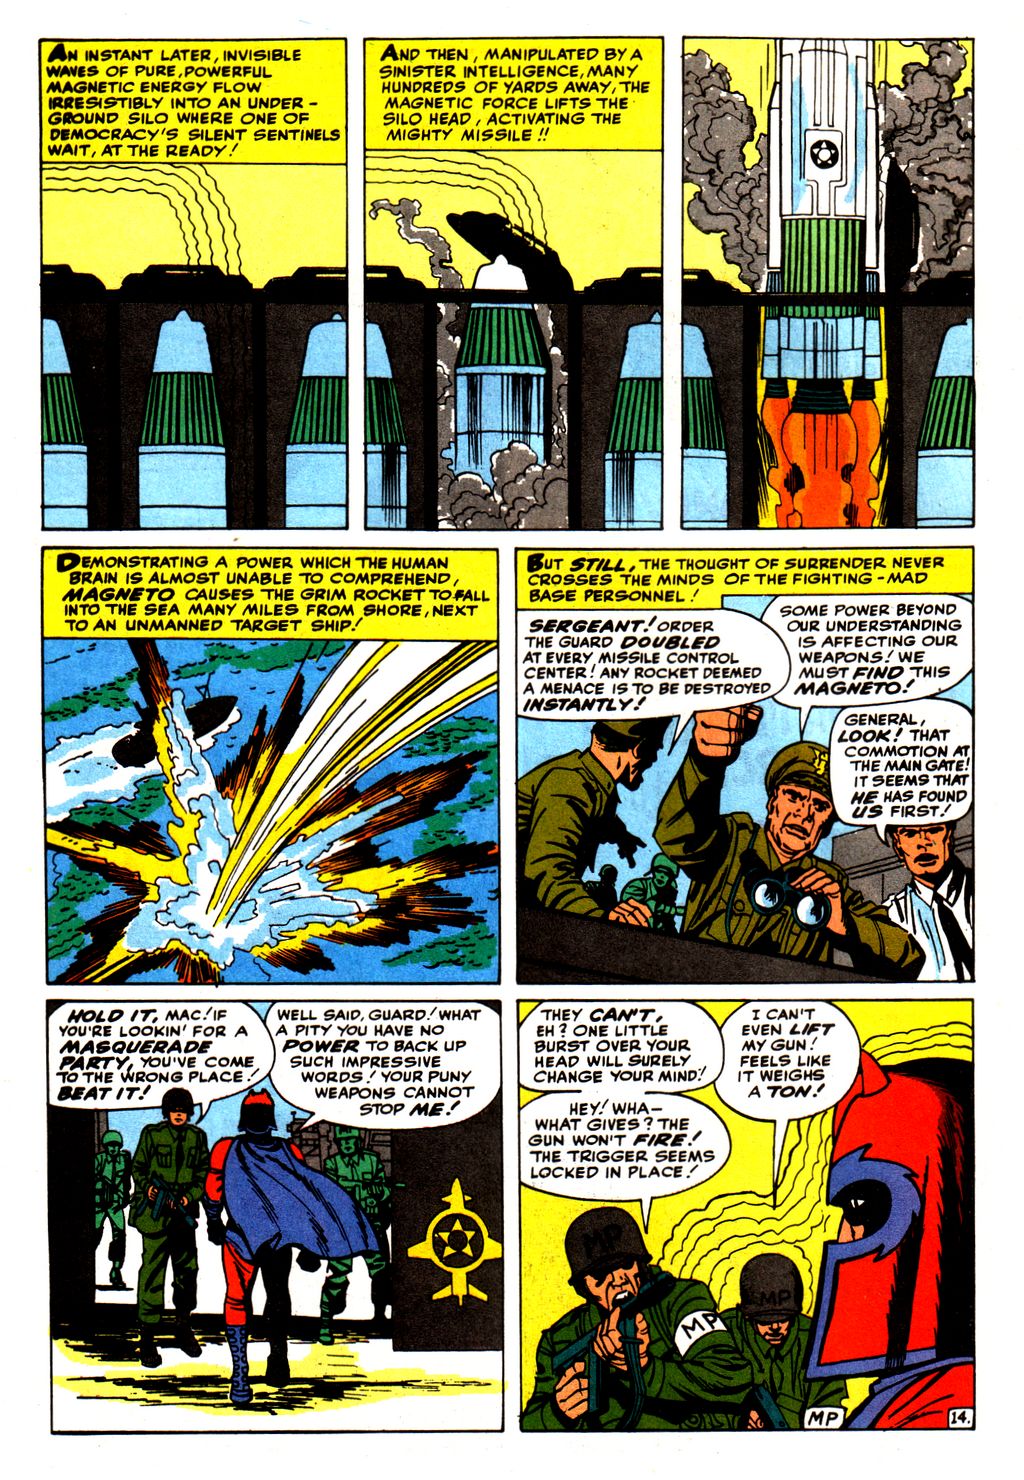 AN INSTANT LATER, INVISIBLE
WAVES OF PURE, POWERFUL
MAGNETIC ENERGY FLOW
IRRESISTIBLY INTO AN UNDER-
GROUND SILO WHERE ONE OF
DEMOCRACY'S SILENT SENTINELS
WAIT, AT THE READY!
AND THEN, MANIPULATED BY A
SINISTER INTELLIGENCE, MANY
HUNDREDS OF YARDS AWAY, THE
MAGNETIC FORCE LIFTS THE
SILO HEAD, ACTIVATING THE
MIGHTY MISSILE!!
DEMONSTRATING A POWER WHICH THE HUMAN
BRAIN IS ALMOST UNABLE TO COMPREHEND,
MAGNETO CAUSES THE GRIM ROCKET TO FALL
INTO THE SEA MANY MILES FROM SHORE, NEXT
TO AN UNMANNED TARGET SHIP!
BUT STILL, THE THOUGHT OF SURRENDER NEVER
CROSSES THE MINDS OF THE FIGHTING-MAD
BASE PERSONNEL!
SERGEANT! ORDER
THE GUARD DOUBLED
AT EVERY MISSILE CONTROL
CENTER! ANY ROCKET DEEMED
A MENACE IS TO BE DESTROYED
INSTANTLY!
SOME POWER BEYOND
OUR UNDERSTANDING
IS AFFECTING OUR
WEAPONS! WE
MUST FIND THIS
MAGNETO!
GENERAL,
LOOK! THAT
COMMOTION AT
THE MAIN GATE!
IT SEEMS THAT
HE HAS FOUND
US FIRST!
HOLD IT, MAC! IF
YOU'RE LOOKIN' FOR A
MASQUERADE
PARTY, YOU'VE COME
TO THE WRONG PLACE!
BEAT IT!
WELL SAID, GUARD! WHAT
A PITY YOU HAVE NO
POWER TO BACK UP
SUCH IMPRESSIVE
WORDS! YOUR PUNY
WEAPONS CANNOT
STOP ME!
THEY CAN'T,
EH? ONE LITTLE
BURST OVER YOUR
HEAD WILL SURELY
CHANGE YOUR MIND!
HEY! WHA-
WHAT GIVES? THE
GUN WON'T FIRE!
THE TRIGGER SEEMS
LOCKED IN PLACE!
I CAN'T
EVEN LIFT
MY GUN!
FEELS LIKE
IT WEIGHS
A TON!
MP
MP
MP
MP
14.